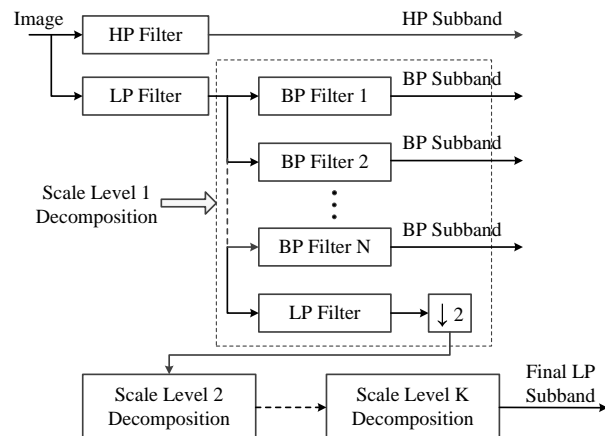 Image
HP Filter
HP Subband
LP Filter
BP Filter 1
BP Subband
BP Filter 2
BP Subband
Scale Level 1
Decomposition
BP Filter N
BP Subband
LP Filter
↓ 2
Scale Level 2
Decomposition
Scale Level K
Decomposition
Final LP
Subband